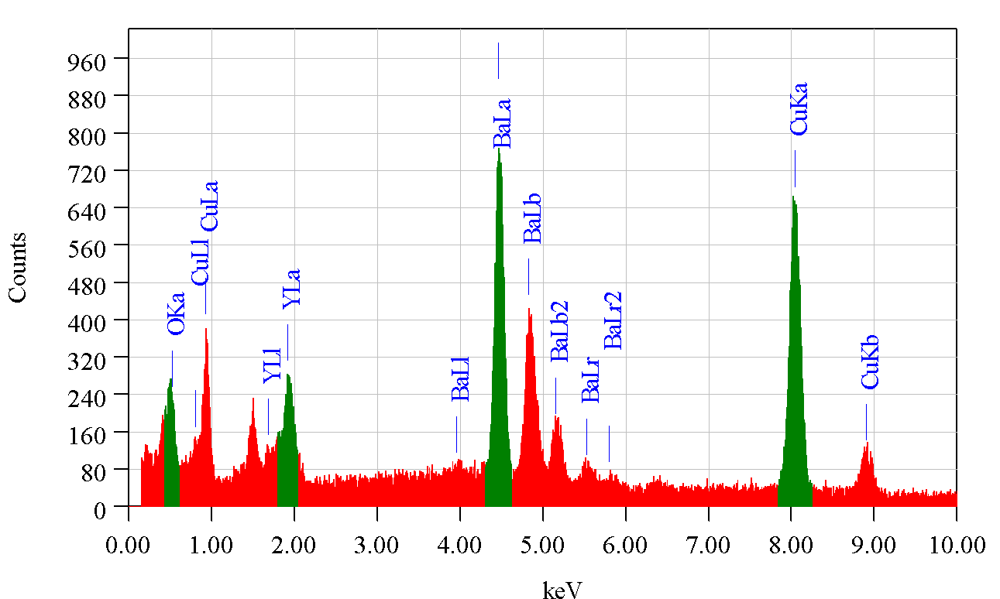 960
880
800
720
640
560
480
400
320
240
160
80
0
Counts
OKa
CuLl
CuLa
YLl
YLa
BaLl
BaLa
BaLb
BaLb2
BaLr
BaLr2
CuKa
CuKb
0.00 1.00 2.00 3.00 4.00 5.00 6.00 7.00 8.00 9.00 10.00
keV